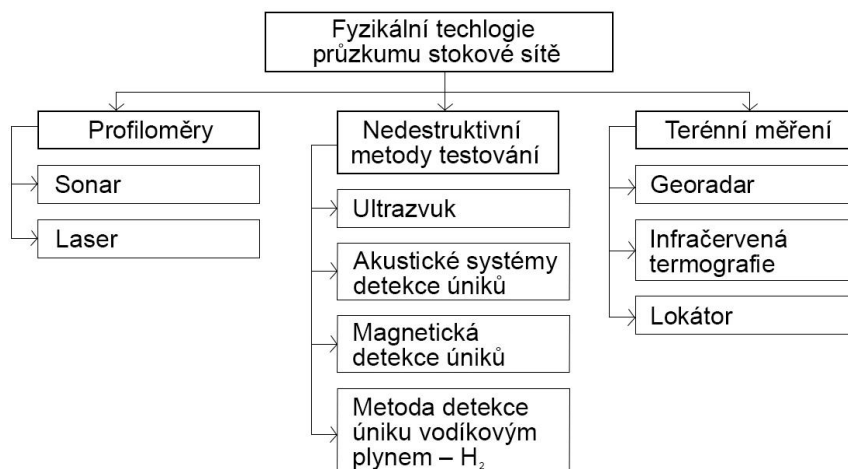 Fyzikální techlogie
průzkumu stokové sítě
Profiloměry
Sonar
Laser
Nedestruktivní
metody testování
Ultrazvuk
Akustické systémy
detekce úniků
Magnetická
detekce úniků
Metoda detekce
úniku vodíkovým
plynem – H₂
Terénní měření
Georadar
Infračervená
termografie
Lokátor